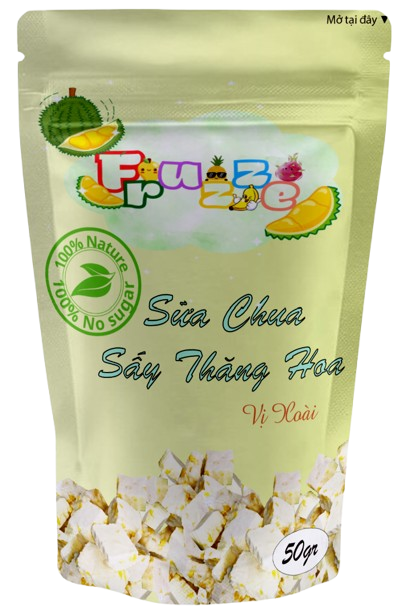 Mở tại đây ▼
Fruzze
100% Nature
100% No sugar
Sữa Chua
Sấy Thăng Hoa
Vị Xoài
50gr